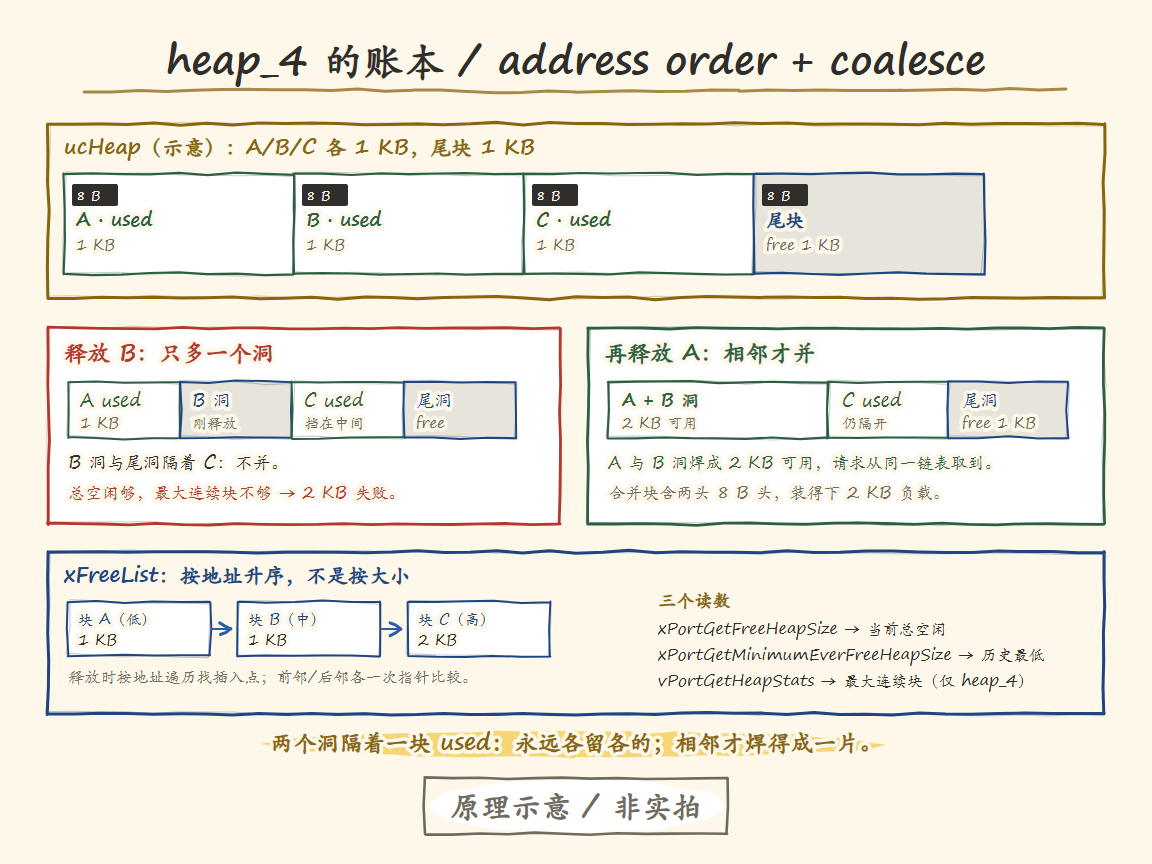 heap_4 的账本 / address order + coalesce
ucHeap（示意）: A/B/C 各 1 KB，尾块 1 KB
8 B
A · used
1 KB
8 B
B · used
1 KB
8 B
C · used
1 KB
8 B
尾块
free 1 KB
释放 B：只多一个洞
A used
1 KB
B 洞
刚释放
C used
挡在中间
尾洞
free
B 洞与尾洞隔着 C：不并。
总空闲够，最大连续块不够 → 2 KB 失败。
再释放 A：相邻才并
A + B 洞
2 KB 可用
C used
仍隔开
尾洞
free 1 KB
A 与 B 洞焊成 2 KB 可用，请求从同一链表取到。
合并块含两头 8 B 头，装得下 2 KB 负载。
xFreeList：按地址升序，不是按大小
块 A（低）
1 KB
块 B（中）
1 KB
块 C（高）
2 KB
释放时按地址遍历找插入点；前邻/后邻各一次指针比较。
三个读数
xPortGetFreeHeapSize → 当前总空闲
xPortGetMinimumEverFreeHeapSize → 历史最低
vPortGetHeapStats → 最大连续块（仅 heap_4）
两个洞隔着一块 used：永远各留各的；相邻才焊得成一片。
原理示意 / 非实拍